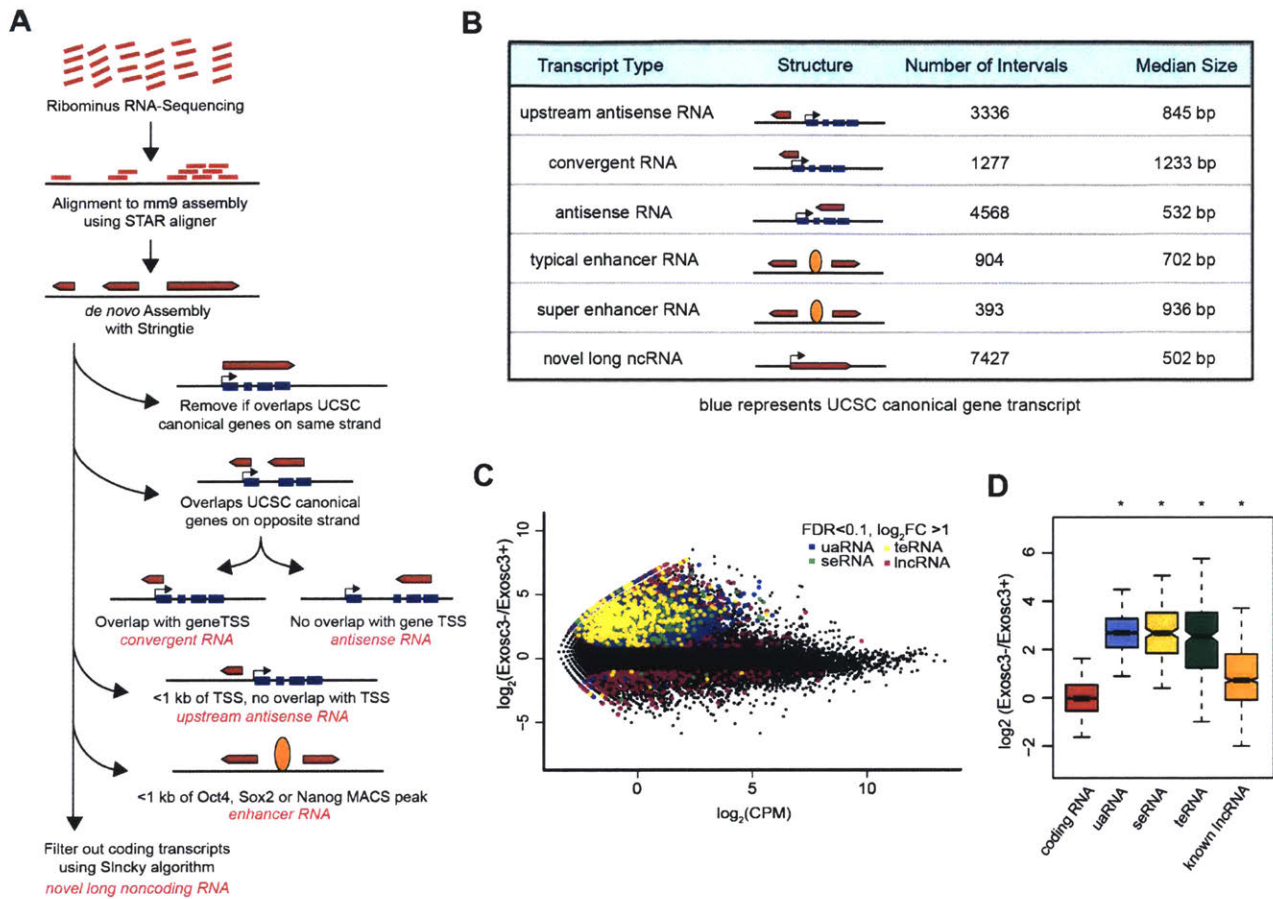 A
Ribominus RNA-Sequencing
Alignment to mm9 assembly
using STAR aligner
de novo Assembly
with Stringtie
Remove if overlaps UCSC
canonical genes on same strand
Overlaps UCSC canonical
genes on opposite strand
Overlap with geneTSS
convergent RNA
No overlap with gene TSS
antisense RNA
<1 kb of TSS, no overlap with TSS
upstream antisense RNA
<1 kb of Oct4, Sox2 or Nanog MACS peak
enhancer RNA
Filter out coding transcripts
using Slncky algorithm
novel long noncoding RNA
B
Transcript Type Structure Number of Intervals Median Size
upstream antisense RNA 3336 845 bp
convergent RNA 1277 1233 bp
antisense RNA 4568 532 bp
typical enhancer RNA 904 702 bp
super enhancer RNA 393 936 bp
novel long ncRNA 7427 502 bp
blue represents UCSC canonical gene transcript
C
FDR<0.1, log2FC >1
uaRNA teRNA
seRNA lncRNA
log2(Exosc3-/Exosc3+)
10
5
0
−5
0 5 10
log2(CPM)
D
* * * *
log2 (Exosc3-/Exosc3+)
6
4
2
0
−2
coding RNA
uaRNA
seRNA
teRNA
known lncRNA